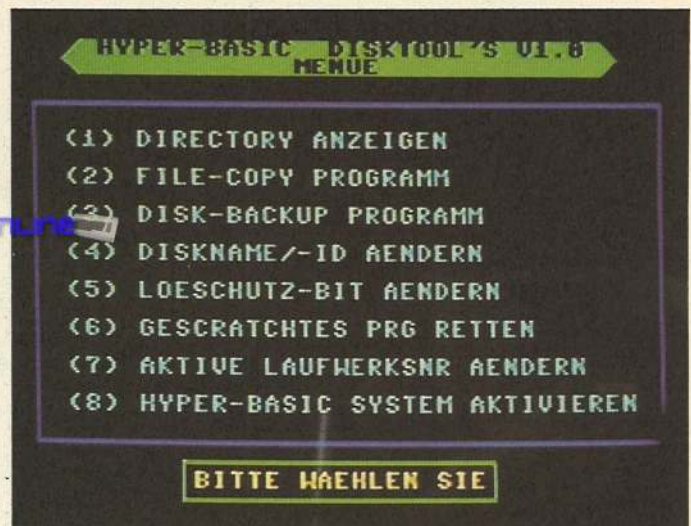 HYPER-BASIC DISKTOOL'S V1.0
MENUE
(1) DIRECTORY ANZEIGEN
(2) FILE-COPY PROGRAMM
(3) DISK-BACKUP PROGRAMM
(4) DISKNAME/-ID AENDERN
(5) LOESCHUTZ-BIT AENDERN
(6) GESCRATCHTES PRG RETTEN
(7) AKTIVE LAUFWERKSNR AENDERN
(8) HYPER-BASIC SYSTEM AKTIVIEREN
BITTE WAEHLEN SIE